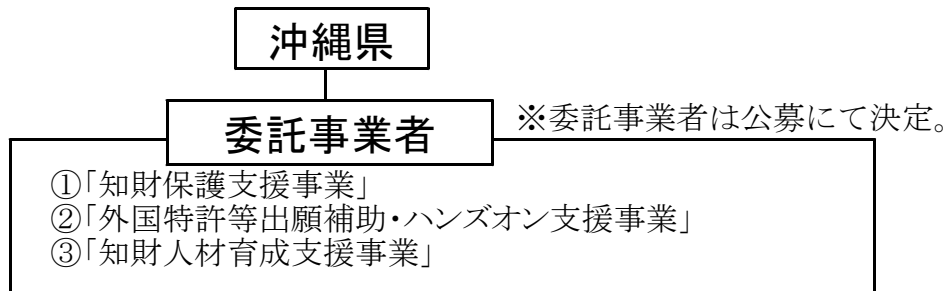 沖縄県
委託事業者
※委託事業者は公募にて決定。
①「知財保護支援事業」
②「外国特許等出願補助・ハンズオン支援事業」
③「知財人材育成支援事業」